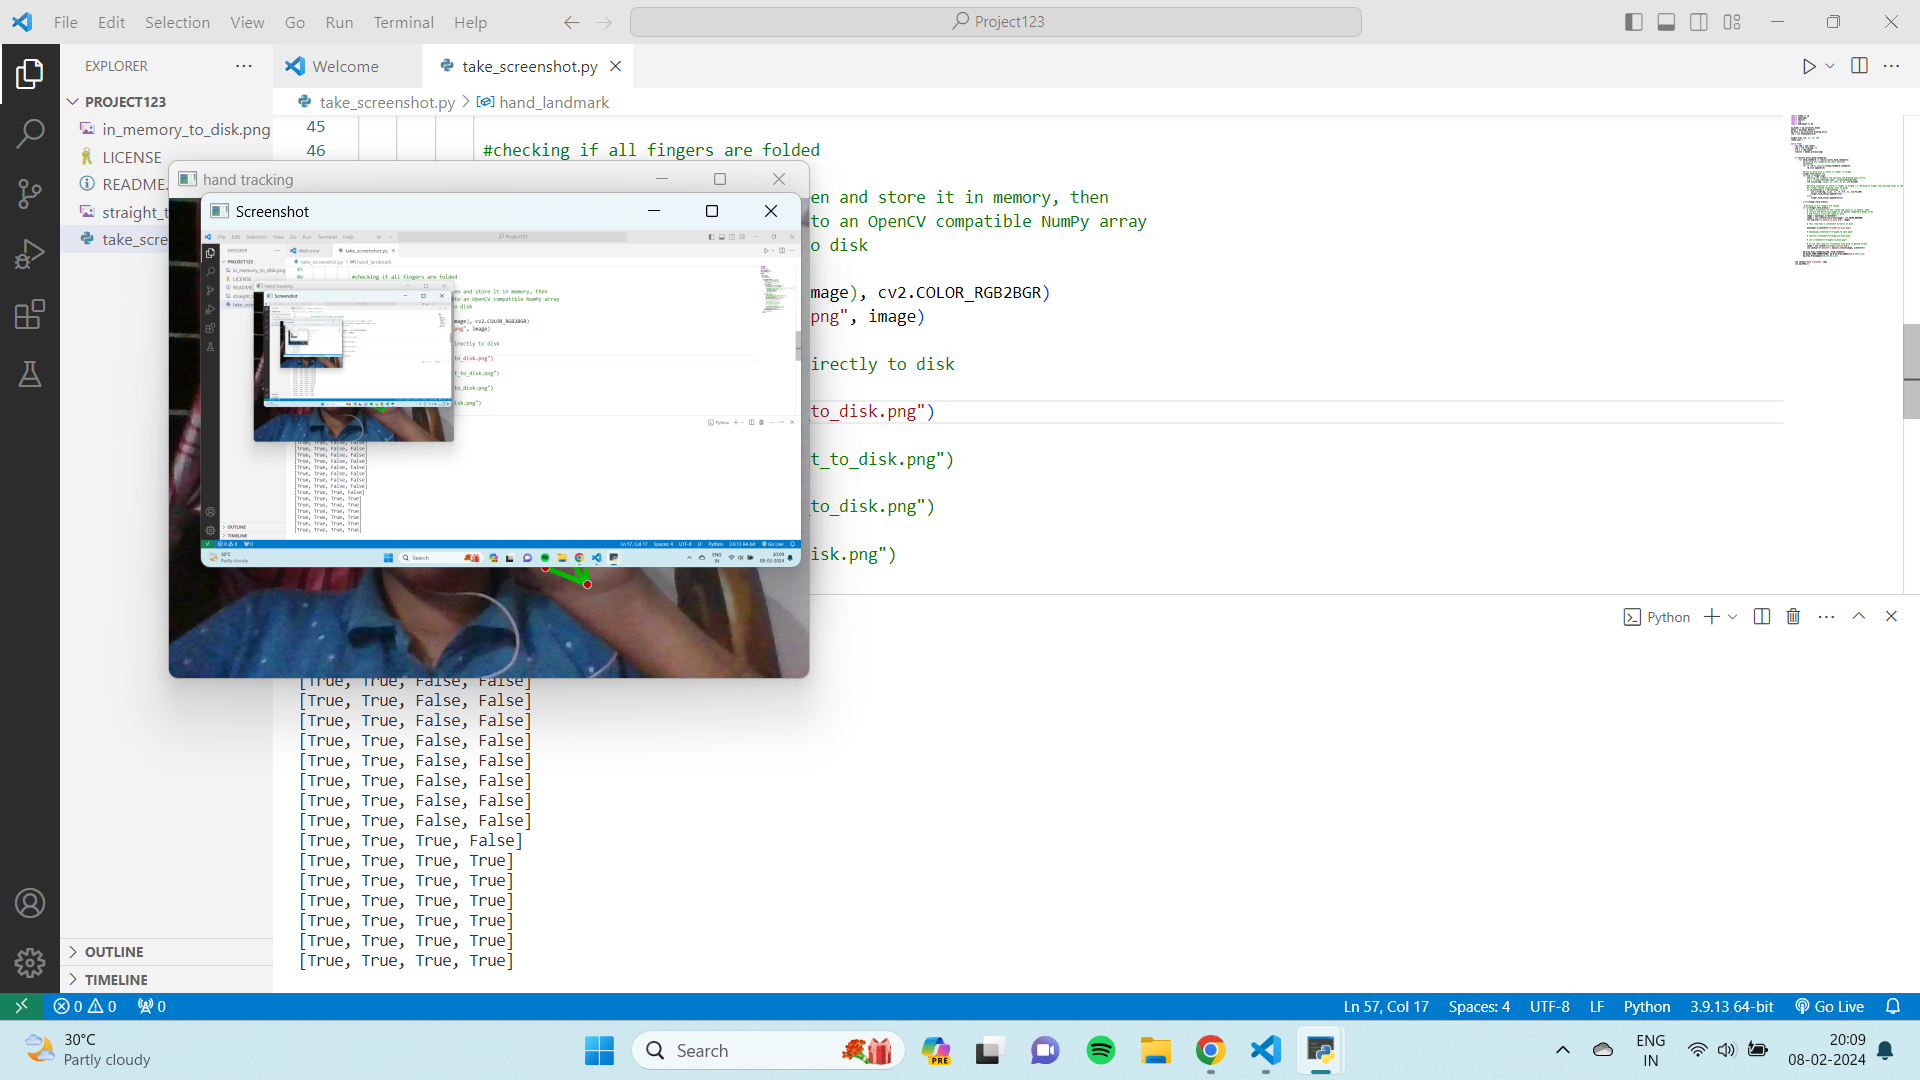 File Edit Selection View Go Run Terminal Help
Project123
EXPLORER
Welcome
take_screenshot.py
PROJECT123
take_screenshot.py > hand_landmark
in_memory_to_disk.png
LICENSE
README.
straight_t
take_scre
45
46
#checking if all fingers are folded
hand tracking
Screenshot
en and store it in memory, then
to an OpenCV compatible NumPy array
o disk
mage), cv2.COLOR_RGB2BGR)
png", image)
irectly to disk
to_disk.png")
t_to_disk.png")
to_disk.png")
isk.png")
Python
[True, True, False, False]
[True, True, False, False]
[True, True, False, False]
[True, True, False, False]
[True, True, False, False]
[True, True, False, False]
[True, True, False, False]
[True, True, False, False]
[True, True, True, False]
[True, True, True, True]
[True, True, True, True]
[True, True, True, True]
[True, True, True, True]
[True, True, True, True]
[True, True, True, True]
OUTLINE
TIMELINE
0 0 0
Ln 57, Col 17 Spaces: 4 UTF-8 LF Python 3.9.13 64-bit Go Live
30°C
Partly cloudy
Search
PRE
ENG
IN
20:09
08-02-2024